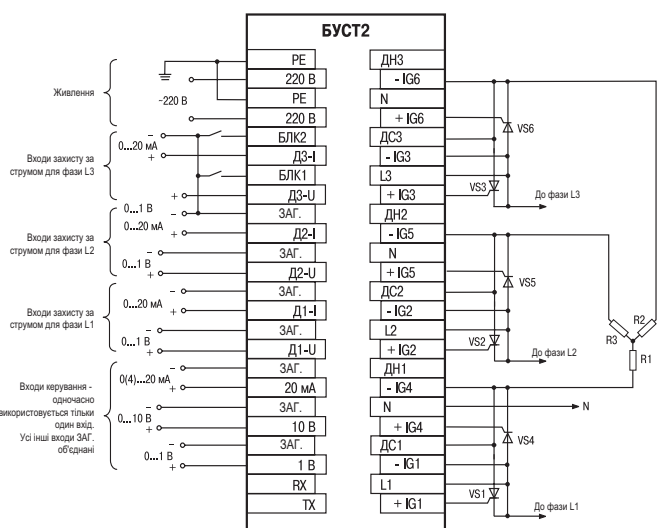 БУСТ2
Живлення
~220 В
PE
220 В
PE
220 В
БЛК2
Д3-I
БЛК1
Д3-U
ЗАГ.
Д2-I
ЗАГ.
Д2-U
ЗАГ.
Д1-I
ЗАГ.
Д1-U
ЗАГ.
20 мА
ЗАГ.
10 В
ЗАГ.
1 В
RX
TX
Входи захисту за
струмом для фази L3
0...20 мА
– +
0...1 В
+ –
Входи захисту за
струмом для фази L2
0...20 мА
+
0...1 В
– +
Входи захисту за
струмом для фази L1
0...20 мА
– +
0...1 В
– +
Входи керування -
одночасно
використовується тільки
один вхід.
Усі інші входи ЗАГ.
об'єднані
0(4)...20 мА
– +
0...10 В
– +
0...1 В
– +
ДН3
- IG6
N
+ IG6
ДС3
- IG3
L3
+ IG3
ДН2
- IG5
N
+ IG5
ДС2
- IG2
L2
+ IG2
ДН1
- IG4
N
+ IG4
ДС1
- IG1
L1
+ IG1
VS6
VS3
До фази L3
VS5
VS2
До фази L2
R3
R2
R1
N
VS4
VS1
До фази L1